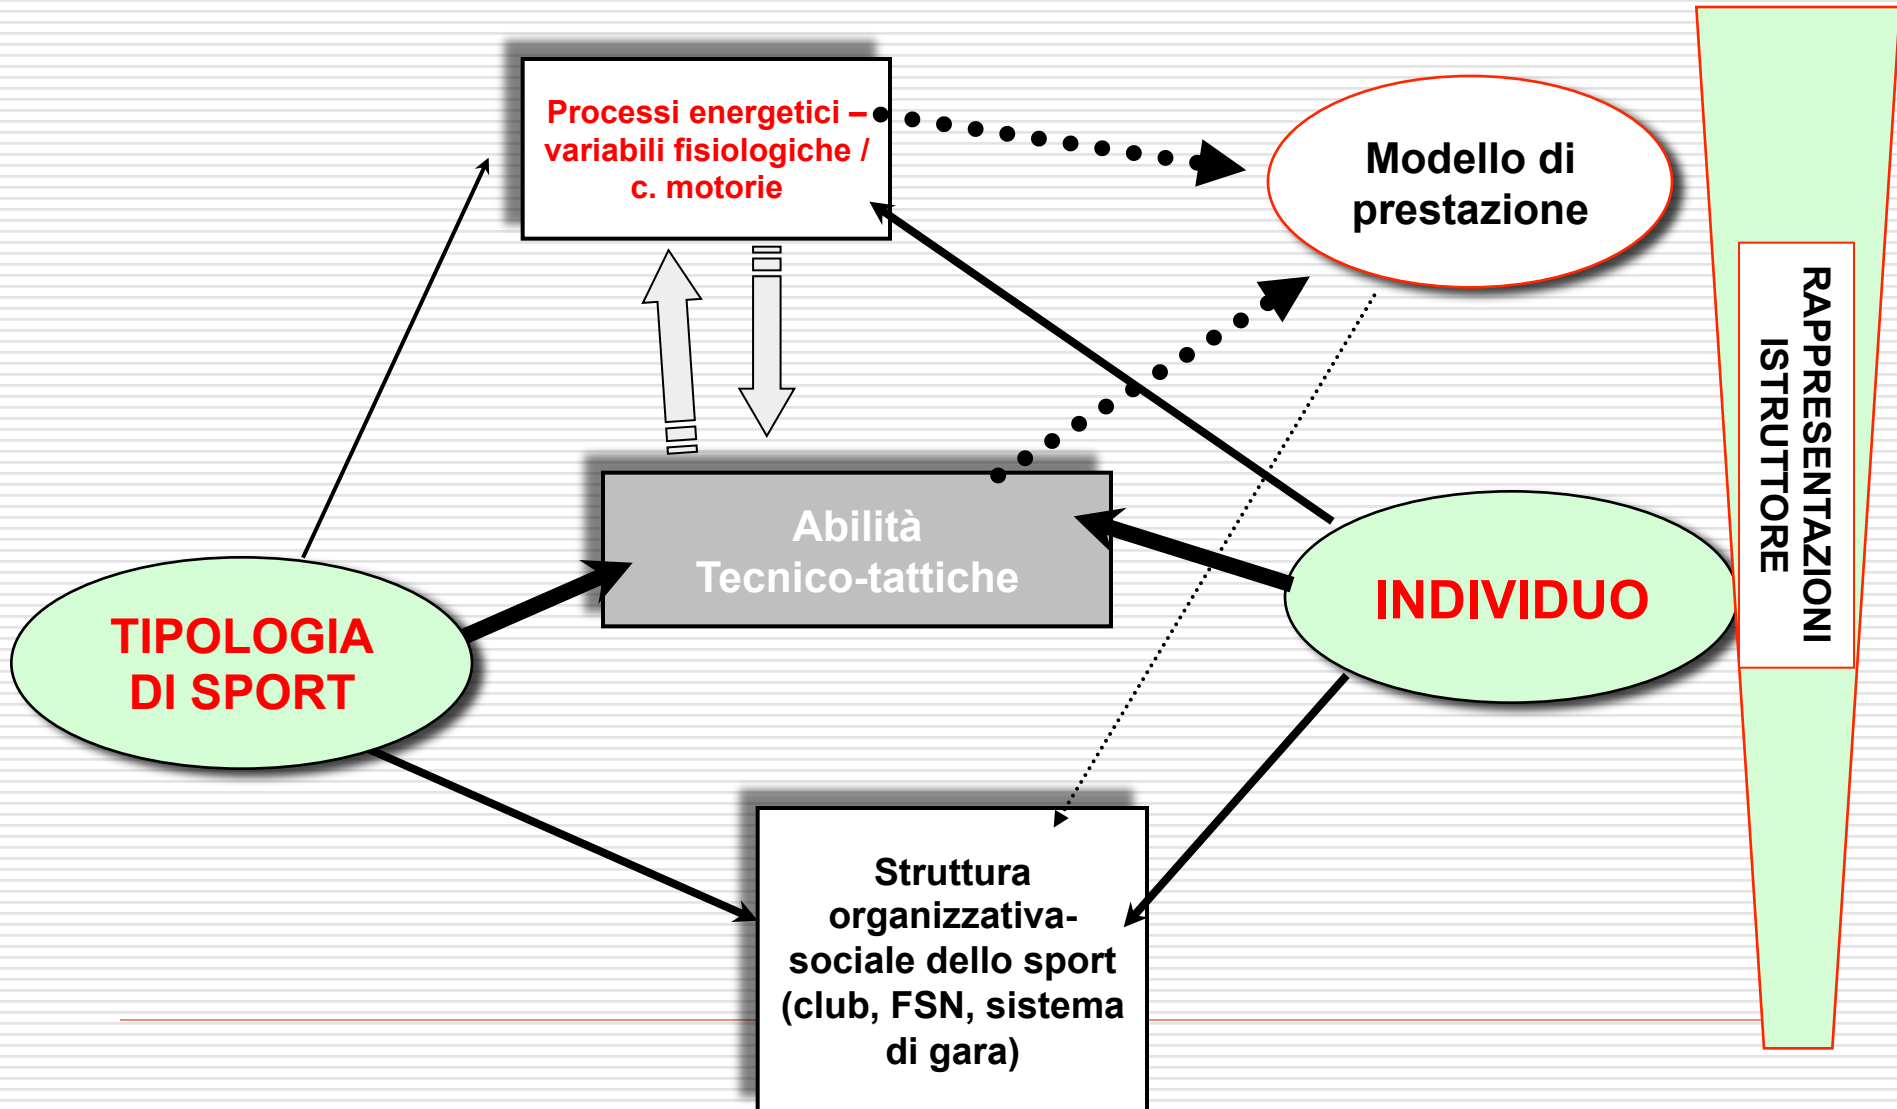 Processi energetici –
variabili fisiologiche /
c. motorie
Modello di
prestazione
RAPPRESENTAZIONI
ISTRUTTORE
Abilità
Tecnico-tattiche
INDIVIDUO
TIPOLOGIA
DI SPORT
Struttura
organizzativa-
sociale dello sport
(club, FSN, sistema
di gara)